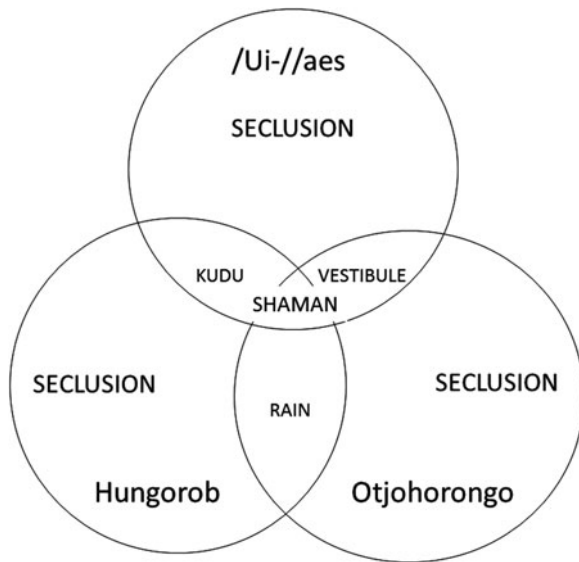 /Ui-//aes
SECLUSION
KUDU
VESTIBULE
SHAMAN
SECLUSION
SECLUSION
RAIN
Hungorob
Otjohorongo